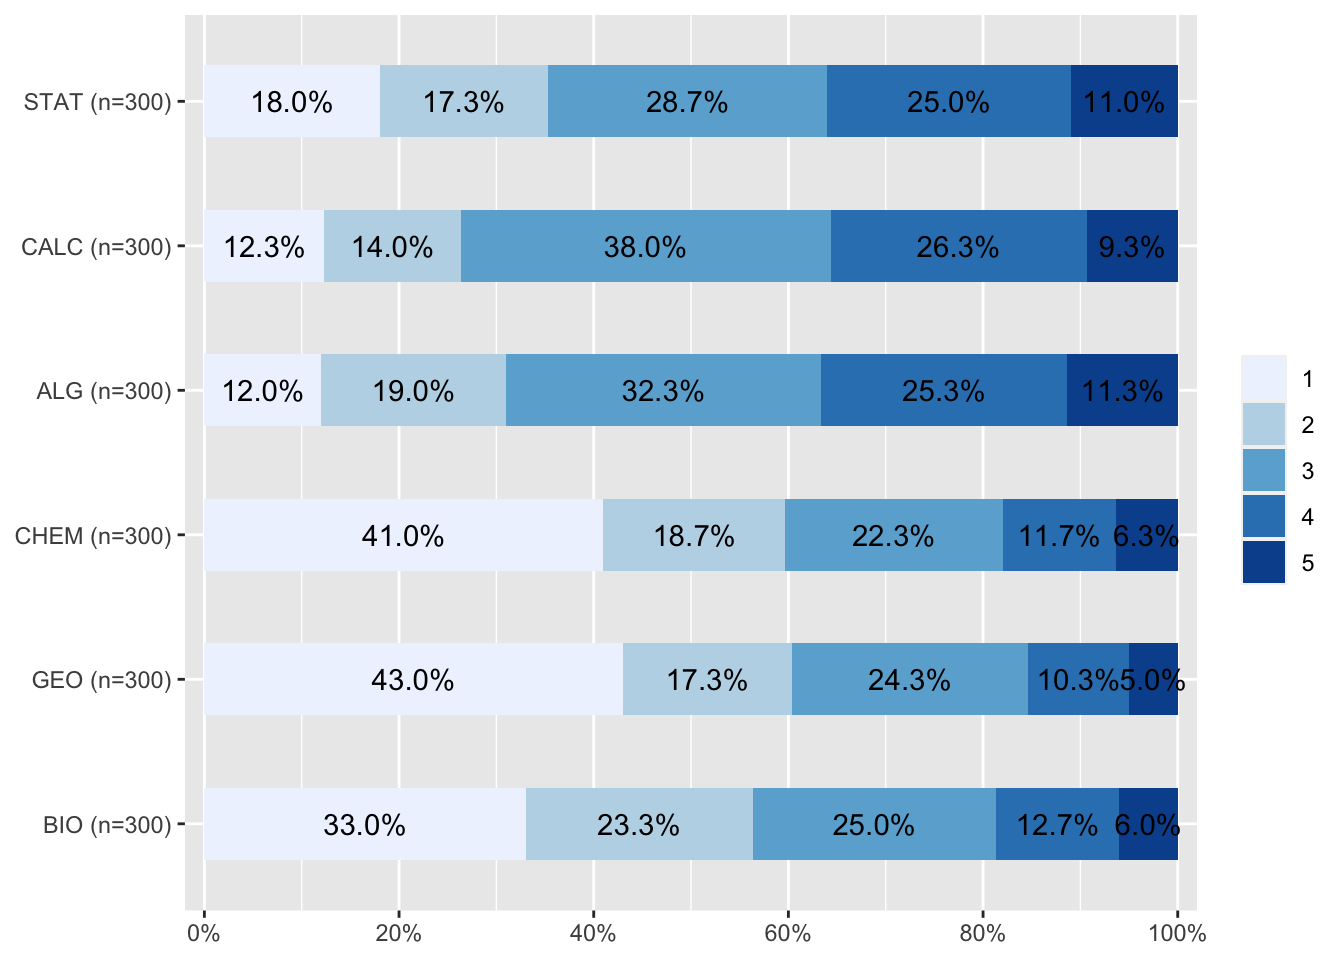 STAT (n=300) 18.0% 17.3% 28.7% 25.0% 11.0%
CALC (n=300) 12.3% 14.0% 38.0% 26.3% 9.3%
ALG (n=300) 12.0% 19.0% 32.3% 25.3% 11.3%
CHEM (n=300) 41.0% 18.7% 22.3% 11.7% 6.3%
GEO (n=300) 43.0% 17.3% 24.3% 10.3% 5.0%
BIO (n=300) 33.0% 23.3% 25.0% 12.7% 6.0%
0% 20% 40% 60% 80% 100%
1
2
3
4
5